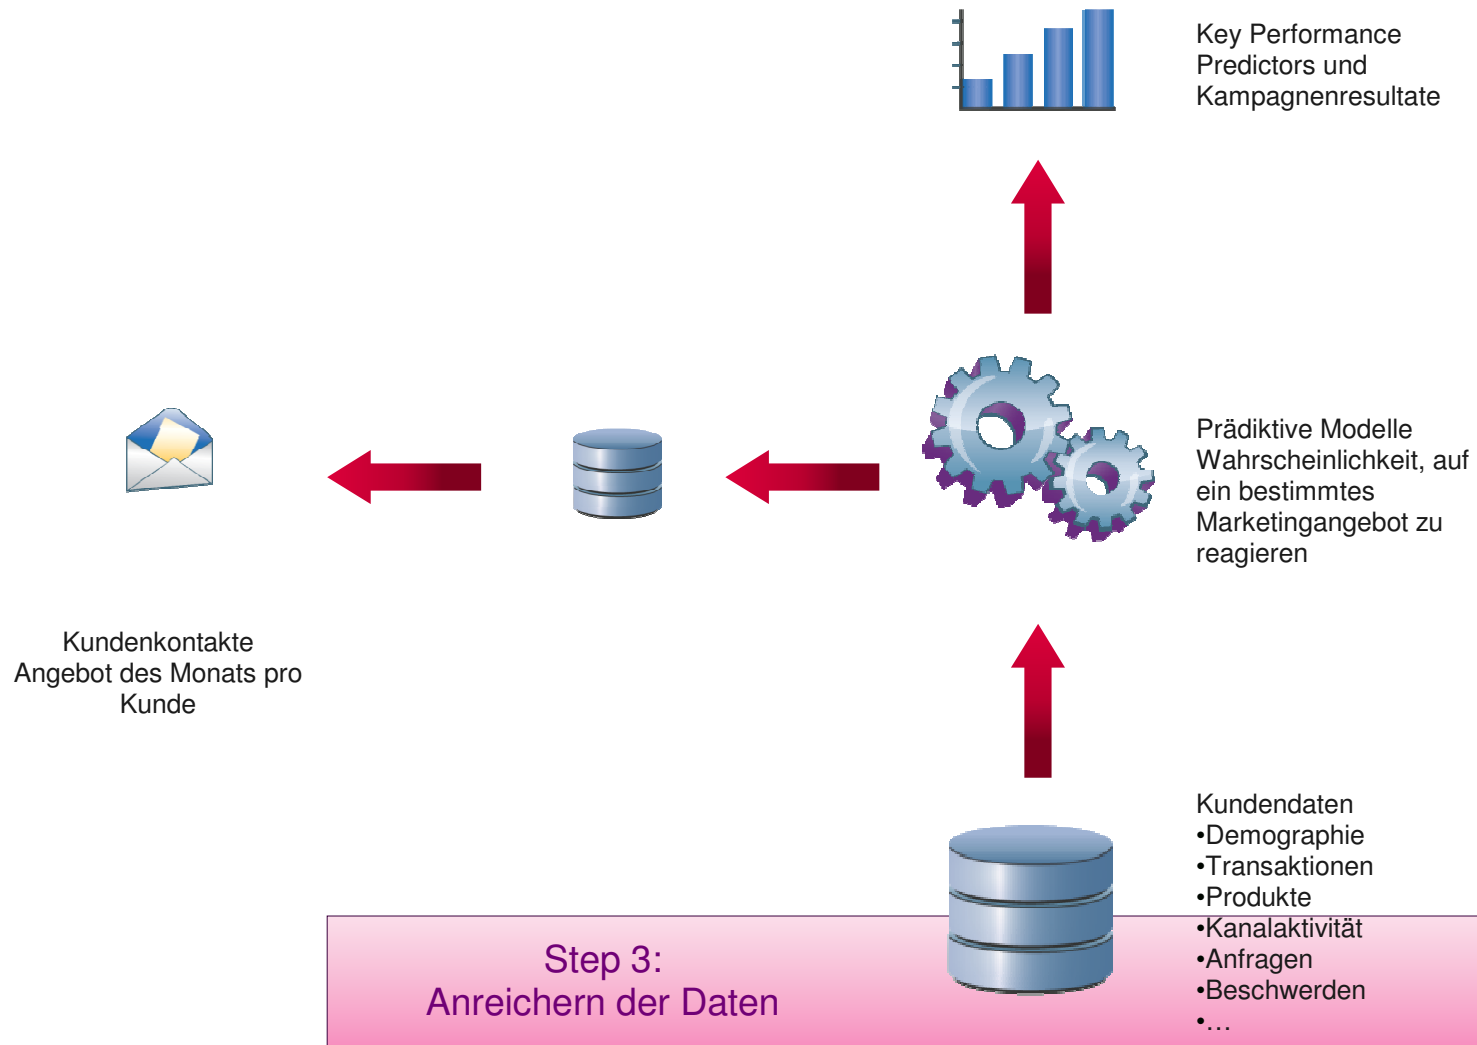 Key Performance
Predictors und
Kampagnenresultate
Prädiktive Modelle
Wahrscheinlichkeit, auf
ein bestimmtes
Marketingangebot zu
reagieren
Kundenkontakte
Angebot des Monats pro
Kunde
Kundendaten
•Demographie
•Transaktionen
•Produkte
•Kanalaktivität
•Anfragen
•Beschwerden
•…
Step 3:
Anreichern der Daten